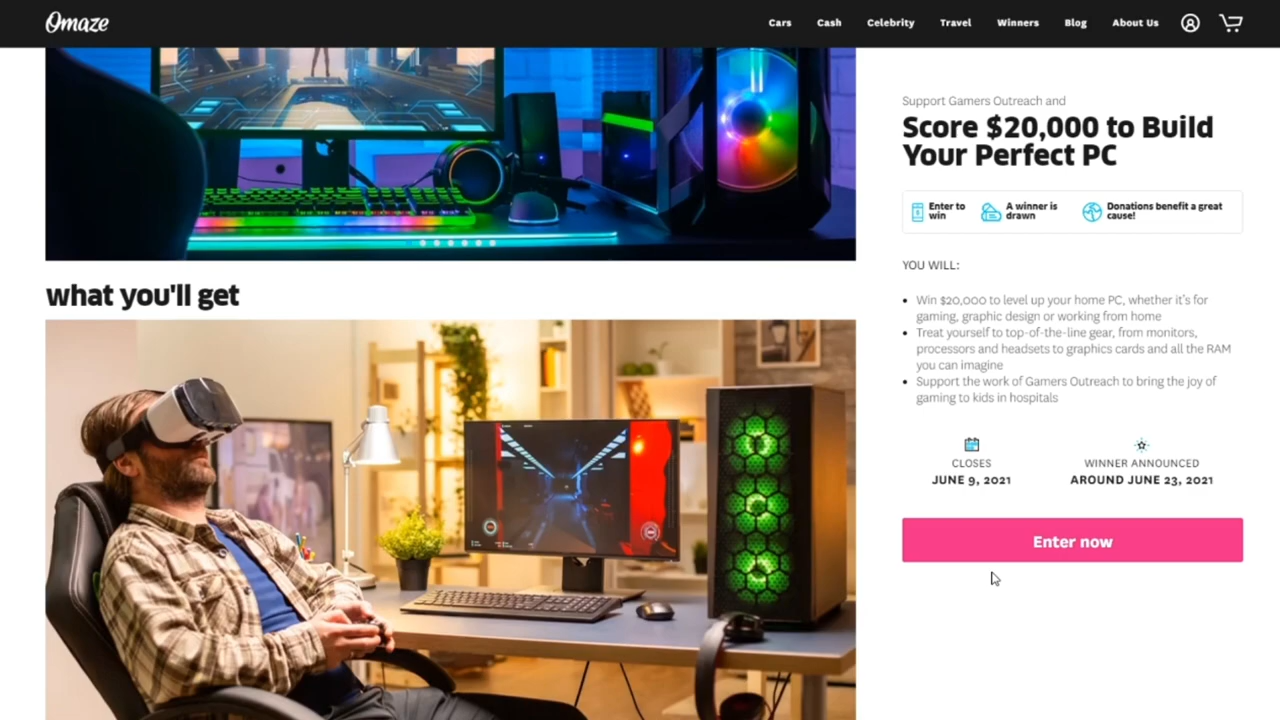 Omaze
Cars Cash Celebrity Travel Winners Blog About Us
Support Gamers Outreach and
Score $20,000 to Build
Your Perfect PC
Enter to
win
A winner is
drawn
Donations benefit a great
cause!
YOU WILL:
Win $20,000 to level up your home PC, whether it's for
gaming, graphic design or working from home
Treat yourself to top-of-the-line gear, from monitors,
processors and headsets to graphics cards and all the RAM
you can imagine
Support the work of Gamers Outreach to bring the joy of
gaming to kids in hospitals
CLOSES
JUNE 9, 2021
WINNER ANNOUNCED
AROUND JUNE 23, 2021
Enter now
what you'll get